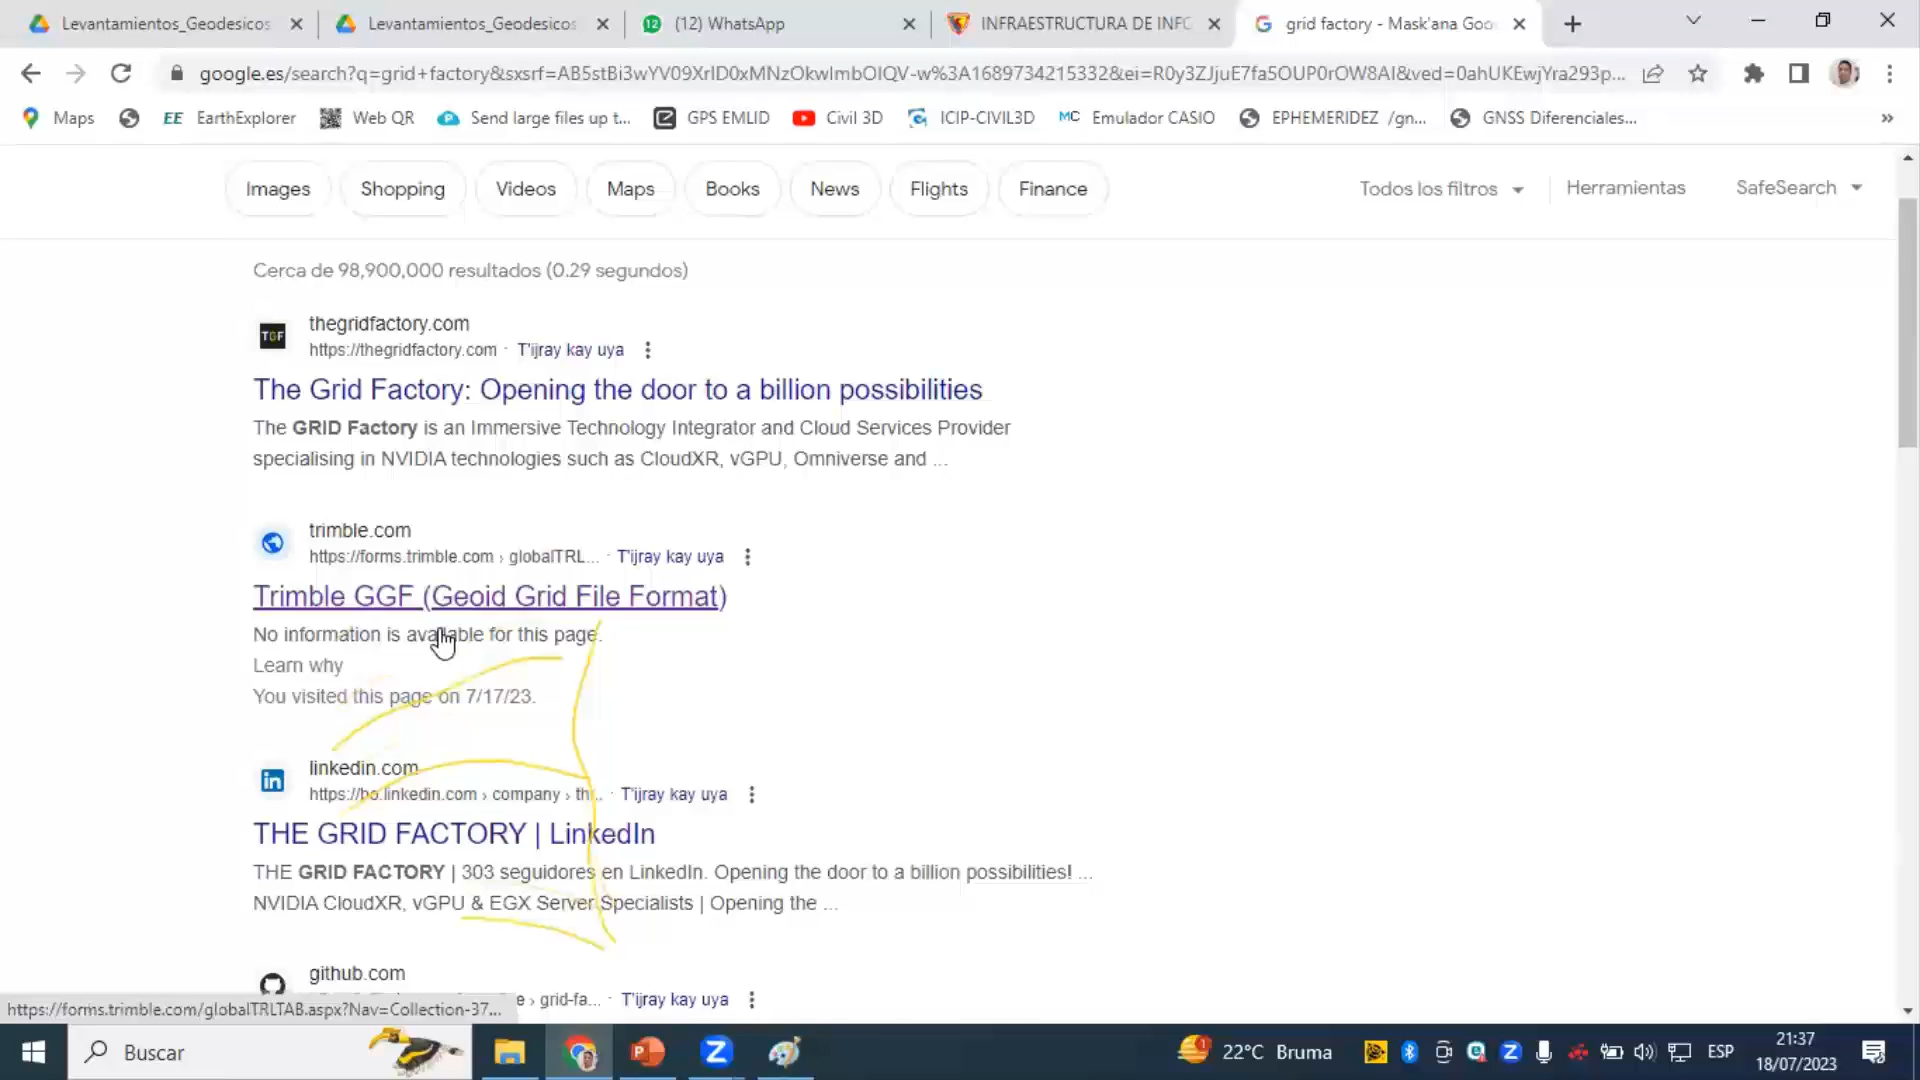 Levantamientos_Geodesicos
Levantamientos_Geodesicos
(12) WhatsApp
INFRAESTRUCTURA DE INFO
grid factory - Mask'ana Goo
google.es/search?q=grid+factory&sxsrf=AB5stBi3wYV09XrID0xMNzOkwlmbOIQV-w%3A1689734215332&ei=R0y3ZJjuE7fa5OUP0rOW8AI&ved=0ahUKEwjYra293p...
Maps
EE EarthExplorer
Web QR
Send large files up t...
GPS EMLID
Civil 3D
ICIP-CIVIL3D
MC Emulador CASIO
EPHEMERIDEZ /gn...
GNSS Diferenciales...
»
Images
Shopping
Videos
Maps
Books
News
Flights
Finance
Todos los filtros
Herramientas
SafeSearch
Cerca de 98,900,000 resultados (0.29 segundos)
TGF
thegridfactory.com
https://thegridfactory.com · T'ijray kay uya
The Grid Factory: Opening the door to a billion possibilities
The GRID Factory is an Immersive Technology Integrator and Cloud Services Provider
specialising in NVIDIA technologies such as CloudXR, vGPU, Omniverse and ...
trimble.com
https://forms.trimble.com › globalTRL... · T'ijray kay uya
Trimble GGF (Geoid Grid File Format)
No information is available for this page.
Learn why
You visited this page on 7/17/23.
in
linkedin.com
https://bo.linkedin.com › company › th... · T'ijray kay uya
THE GRID FACTORY | LinkedIn
THE GRID FACTORY | 303 seguidores en LinkedIn. Opening the door to a billion possibilities! ...
NVIDIA CloudXR, vGPU & EGX Server Specialists | Opening the ...
github.com
e › grid-fa... · T'ijray kay uya
https://forms.trimble.com/globalTRLTAB.aspx?Nav=Collection-37...
Buscar
22°C Bruma
ESP
21:37
18/07/2023